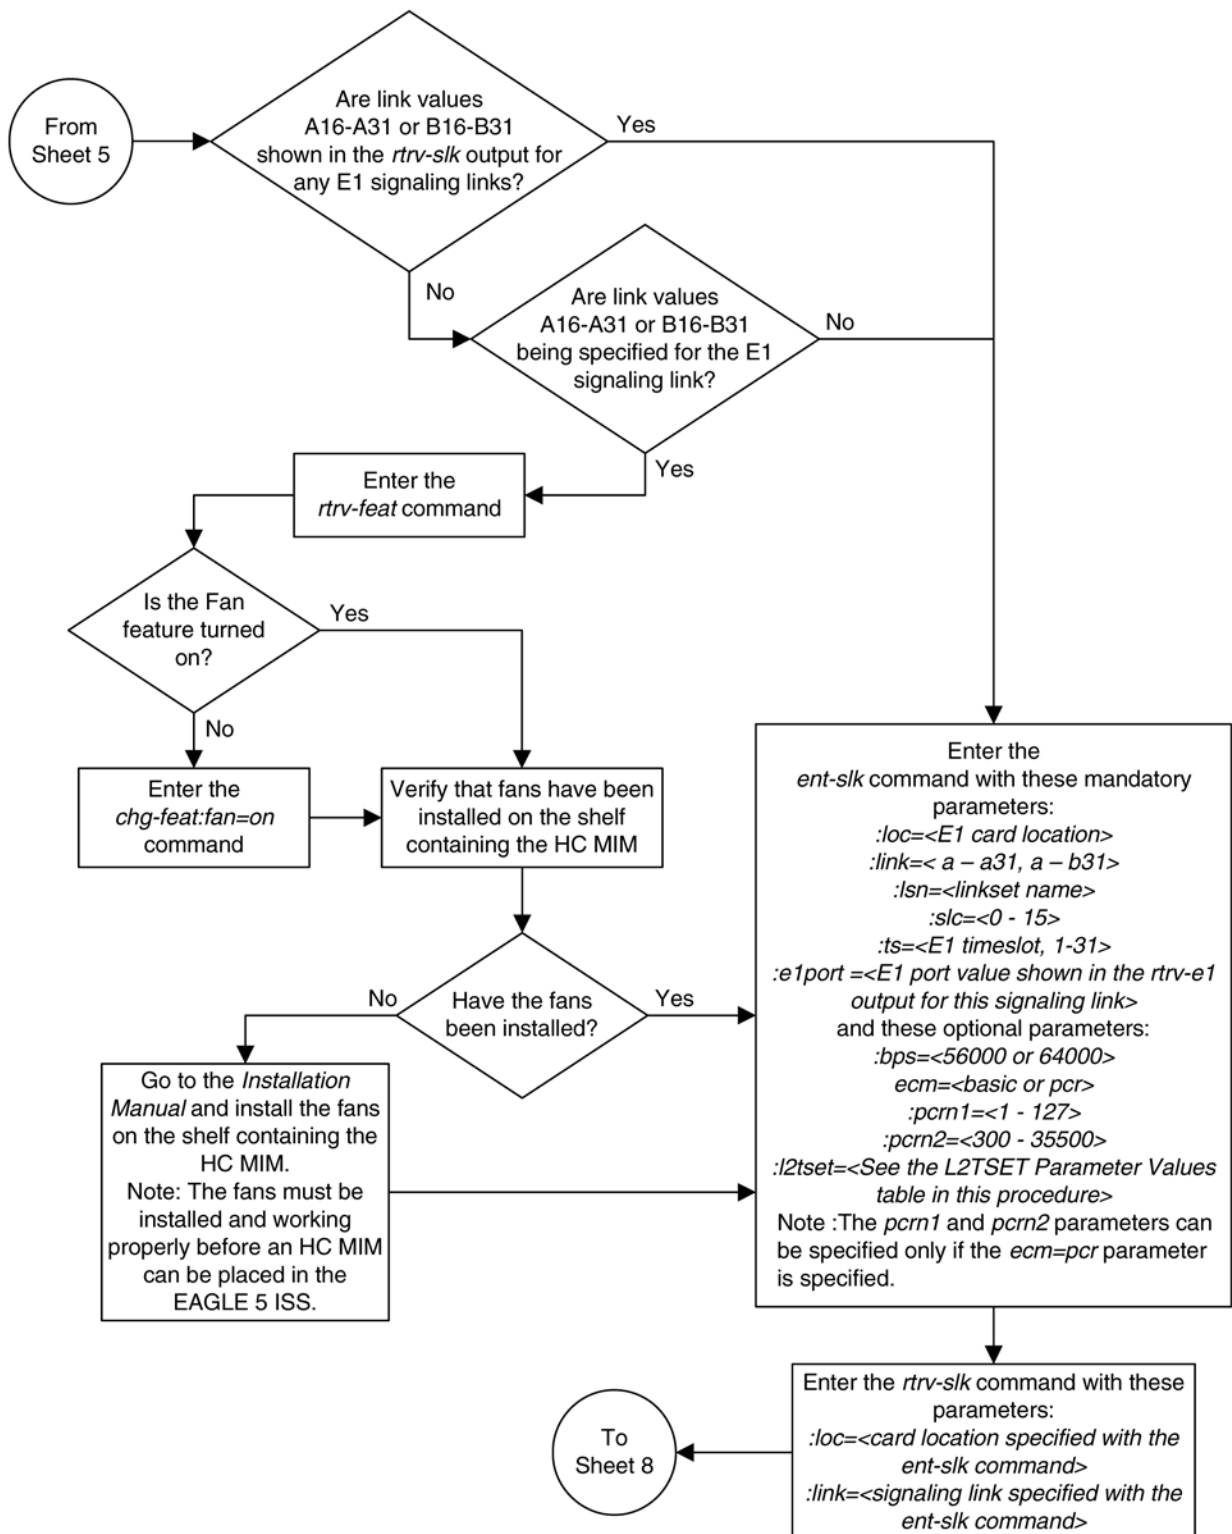 From
Sheet 5
Are link values
A16-A31 or B16-B31
shown in the rtrv-slk output for
any E1 signaling links?
Yes
No
Are link values
A16-A31 or B16-B31
being specified for the E1
signaling link?
No
Yes
Enter the
rtrv-feat command
Is the Fan
feature turned
on?
Yes
No
Enter the
chg-feat:fan=on
command
Verify that fans have been
installed on the shelf
containing the HC MIM
Have the fans
been installed?
No
Yes
Go to the Installation
Manual and install the fans
on the shelf containing the
HC MIM.
Note: The fans must be
installed and working
properly before an HC MIM
can be placed in the
EAGLE 5 ISS.
Enter the
ent-slk command with these mandatory
parameters:
:loc=<E1 card location>
:link=< a – a31, a – b31>
:lsn=<linkset name>
:slc=<0 - 15>
:ts=<E1 timeslot, 1-31>
:e1port =<E1 port value shown in the rtrv-e1
output for this signaling link>
and these optional parameters:
:bps=<56000 or 64000>
ecm=<basic or pcr>
:pcrn1=<1 - 127>
:pcrn2=<300 - 35500>
:l2tset=<See the L2TSET Parameter Values
table in this procedure>
Note :The pcrn1 and pcrn2 parameters can
be specified only if the ecm=pcr parameter
is specified.
Enter the rtrv-slk command with these
parameters:
:loc=<card location specified with the
ent-slk command>
:link=<signaling link specified with the
ent-slk command>
To
Sheet 8